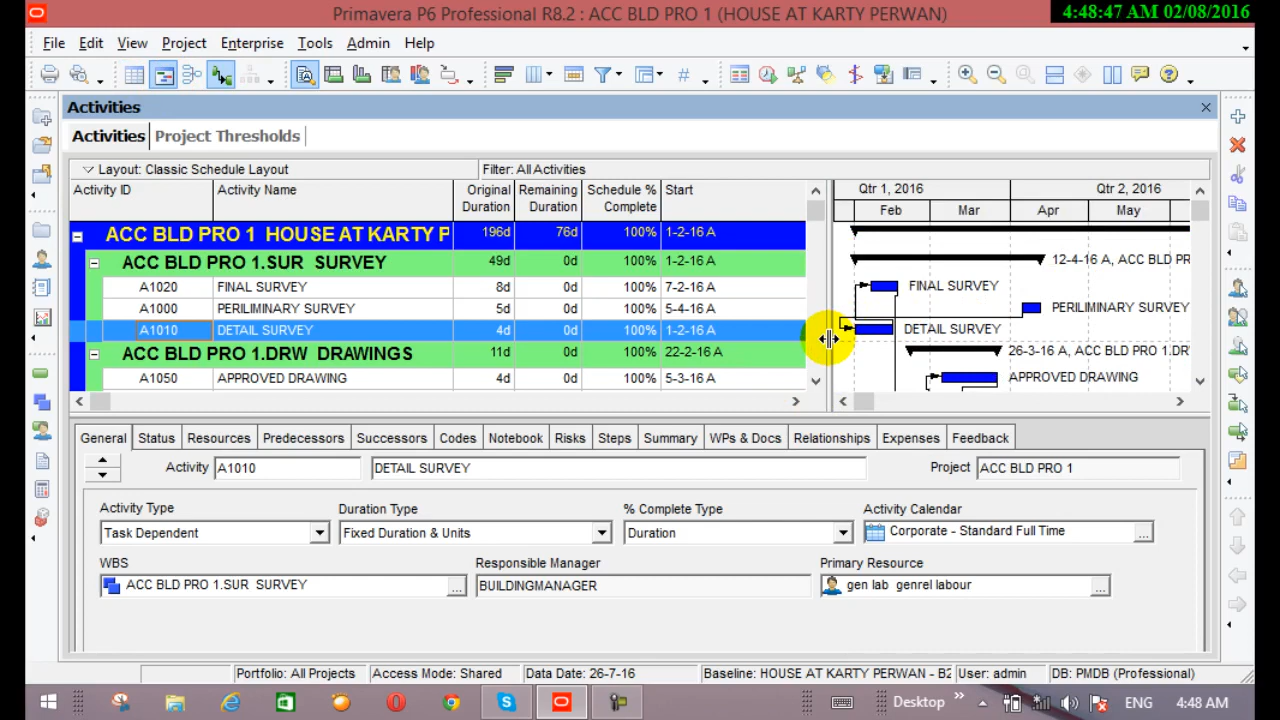 Primavera P6 Professional R8.2 : ACC BLD PRO 1 (HOUSE AT KARTY PERWAN)
4:48:47 AM 02/08/2016
File Edit View Project Enterprise Tools Admin Help
Activities
Activities Project Thresholds
Layout: Classic Schedule Layout Filter: All Activities
Activity ID Activity Name Original Duration Remaining Duration Schedule % Complete Start Qtr 1, 2016 Qtr 2, 2016
Feb Mar Apr May
ACC BLD PRO 1 HOUSE AT KARTY P 196d 76d 100% 1-2-16 A
ACC BLD PRO 1.SUR SURVEY 49d 0d 100% 1-2-16 A 12-4-16 A, ACC BLD PR
A1020 FINAL SURVEY 8d 0d 100% 7-2-16 A FINAL SURVEY
A1000 PERILIMINARY SURVEY 5d 0d 100% 5-4-16 A PERILIMINARY SURVEY
A1010 DETAIL SURVEY 4d 0d 100% 1-2-16 A DETAIL SURVEY
ACC BLD PRO 1.DRW DRAWINGS 11d 0d 100% 22-2-16 A 26-3-16 A, ACC BLD PRO 1.DR
A1050 APPROVED DRAWING 4d 0d 100% 5-3-16 A APPROVED DRAWING
General Status Resources Predecessors Successors Codes Notebook Risks Steps Summary WPs & Docs Relationships Expenses Feedback
Activity A1010 DETAIL SURVEY Project ACC BLD PRO 1
Activity Type Duration Type % Complete Type Activity Calendar
Task Dependent Fixed Duration & Units Duration Corporate - Standard Full Time
WBS Responsible Manager Primary Resource
ACC BLD PRO 1.SUR SURVEY BUILDINGMANAGER gen lab genrel labour
Portfolio: All Projects Access Mode: Shared Data Date: 26-7-16 Baseline: HOUSE AT KARTY PERWAN - B2 User: admin DB: PMDB (Professional)
Desktop ENG 4:48 AM